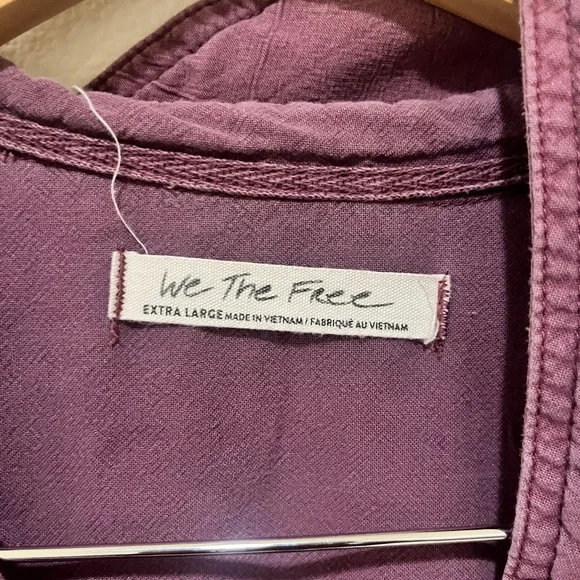 We The Free
EXTRA LARGE MADE IN VIETNAM / FABRIQUÉ AU VIETNAM